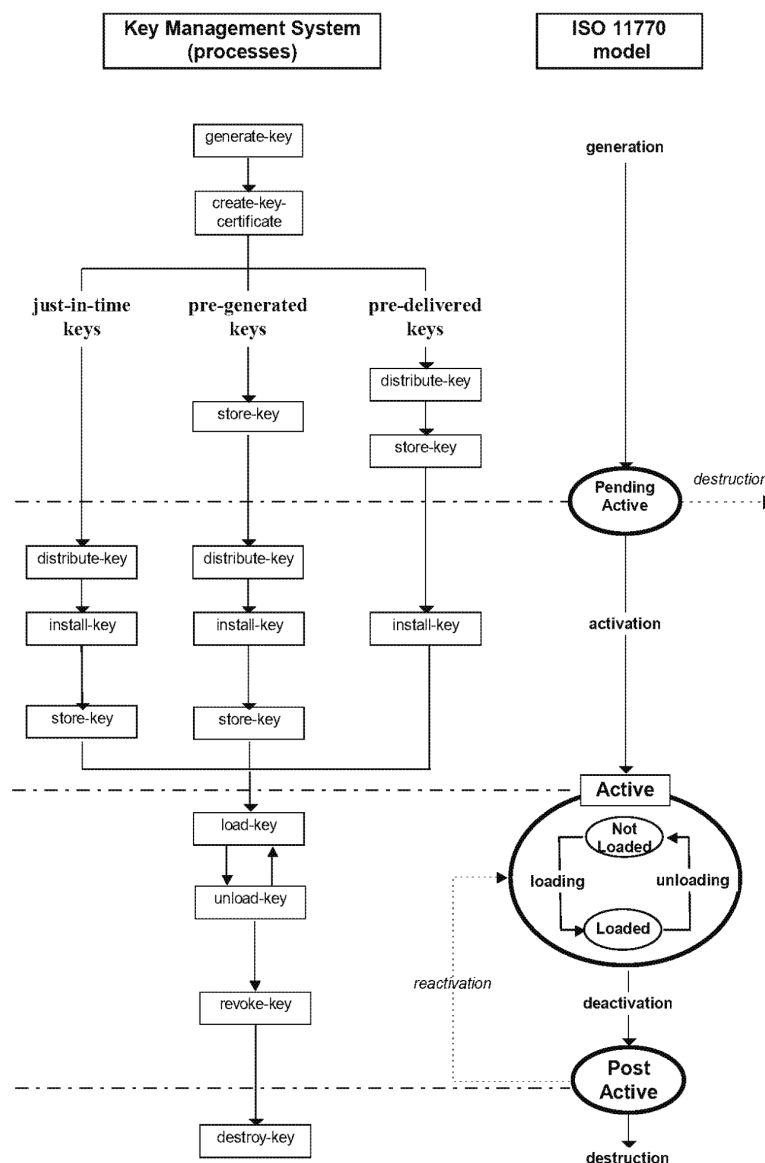 Key Management System
(processes)
ISO 11770
model
generate-key
generation
create-key-
certificate
just-in-time
keys
pre-generated
keys
pre-delivered
keys
distribute-key
store-key
store-key
Pending
Active
destruction
distribute-key
distribute-key
install-key
install-key
install-key
activation
store-key
store-key
Active
load-key
Not
Loaded
loading
unloading
unload-key
Loaded
reactivation
revoke-key
deactivation
Post
Active
destroy-key
destruction